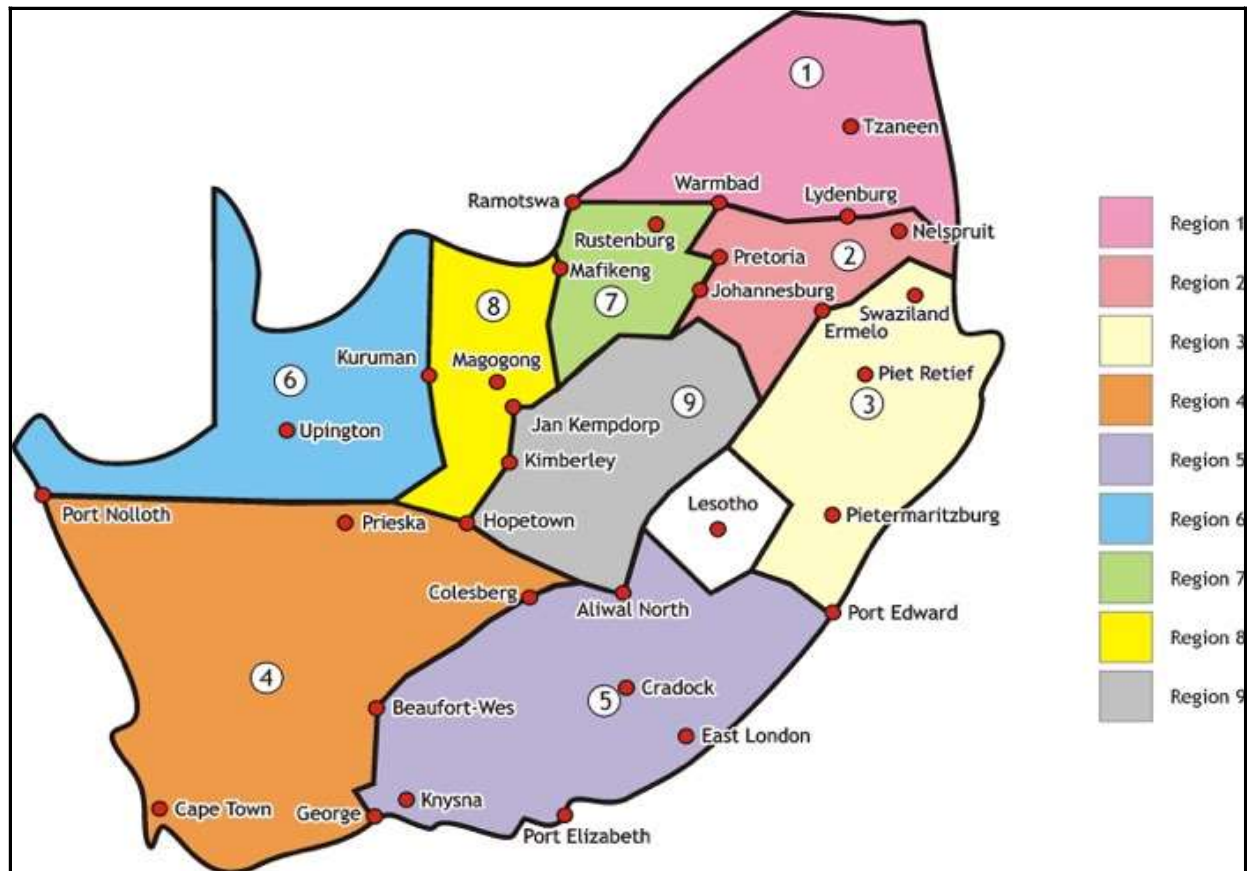 1
Tzaneen
Warmbad
Lydenburg
Ramotswa
Rustenburg
Nelspruit
2
Pretoria
Mafikeng
Johannesburg
7
8
Swaziland
Ermelo
Kuruman
Magogong
Piet Retief
6
9
3
Jan Kempdorp
Upington
Kimberley
Lesotho
Port Nolloth
Prieska
Hopetown
Pietermaritzburg
Colesberg
Aliwal North
Port Edward
4
Cradock
5
Beaufort-Wes
East London
Cape Town
George
Knysna
Port Elizabeth
Region 1
Region 2
Region 3
Region 4
Region 5
Region 6
Region 7
Region 8
Region 9